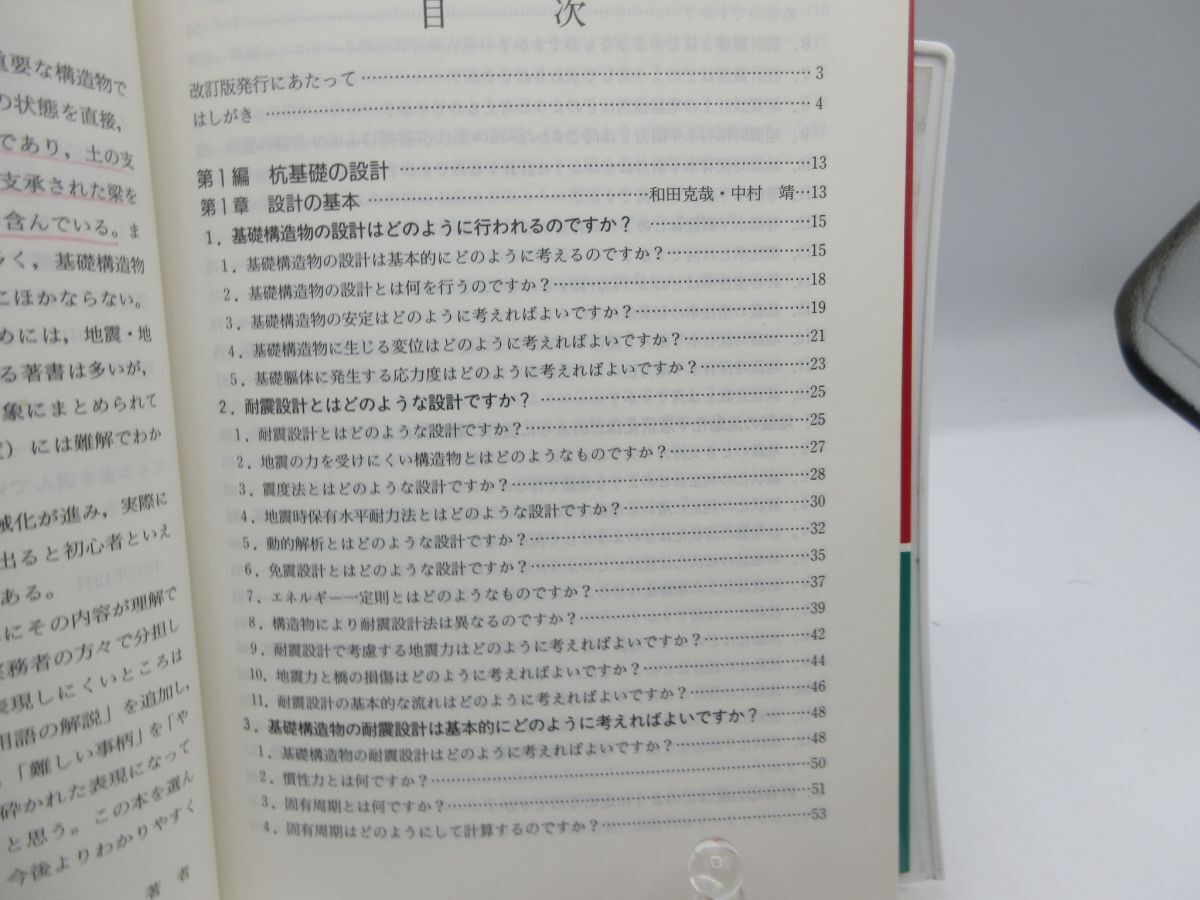 重要な構造物で
の状態を直接,
であり，土の支
支承された梁を
含んでいる。ま
く，基礎構造物
にほかならない。
めには，地震・地
る著書は多いが，
象にまとめられて
）には難解でわか
械化が進み，実際に
出ると初心者といえ
ある。
にその内容が理解で
実務者の方々で分担し
表現しにくいところは
用語の解説」を追加し，
「難しい事柄」を「や
砕かれた表現になって
と思う。この本を選ん
今後よりわかりやすく
著 者
目 次
改訂版発行にあたって……3
はしがき……4
第1編 杭基礎の設計……13
第1章 設計の基本……和田克哉・中村 靖…13
1．基礎構造物の設計はどのように行われるのですか？……15
1．基礎構造物の設計は基本的にどのように考えるのですか？……15
2．基礎構造物の設計とは何を行うのですか？……18
3．基礎構造物の安定はどのように考えればよいですか？……19
4．基礎構造物に生じる変位はどのように考えればよいですか？……21
5．基礎躯体に発生する応力度はどのように考えればよいですか？……23
2．耐震設計とはどのような設計ですか？……25
1．耐震設計とはどのような設計ですか？……25
2．地震の力を受けにくい構造物とはどのようなものですか？……27
3．震度法とはどのような設計ですか？……28
4．地震時保有水平耐力法とはどのような設計ですか？……30
5．動的解析とはどのような設計ですか？……32
6．免震設計とはどのような設計ですか？……35
7．エネルギー一定則とはどのようなものですか？……37
8．構造物により耐震設計法は異なるのですか？……39
9．耐震設計で考慮する地震力はどのように考えればよいですか？……42
10．地震力と橋の損傷はどのように考えればよいですか？……44
11．耐震設計の基本的な流れはどのように考えればよいですか？……46
3．基礎構造物の耐震設計は基本的にどのように考えればよいですか？……48
1．基礎構造物の耐震設計はどのように考えればよいですか？……48
2．慣性力とは何ですか？……50
3．固有周期とは何ですか？……51
4．固有周期はどのようにして計算するのですか？……53